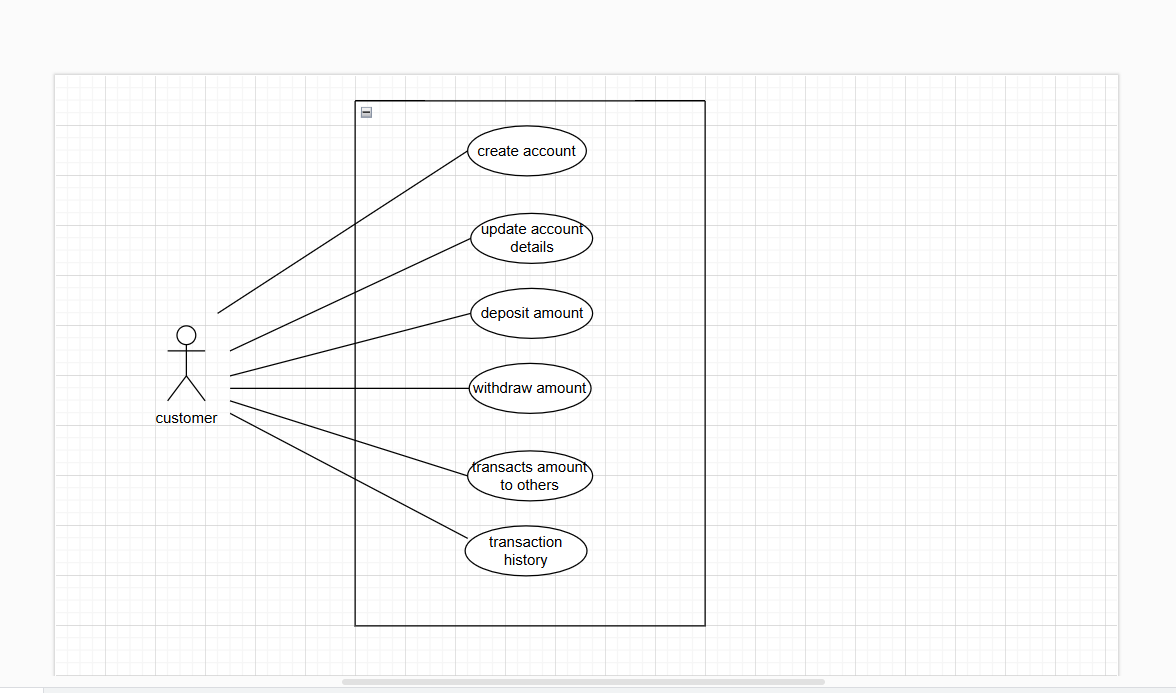 create account
update account
details
deposit amount
withdraw amount
customer
transacts amount
to others
transaction
history